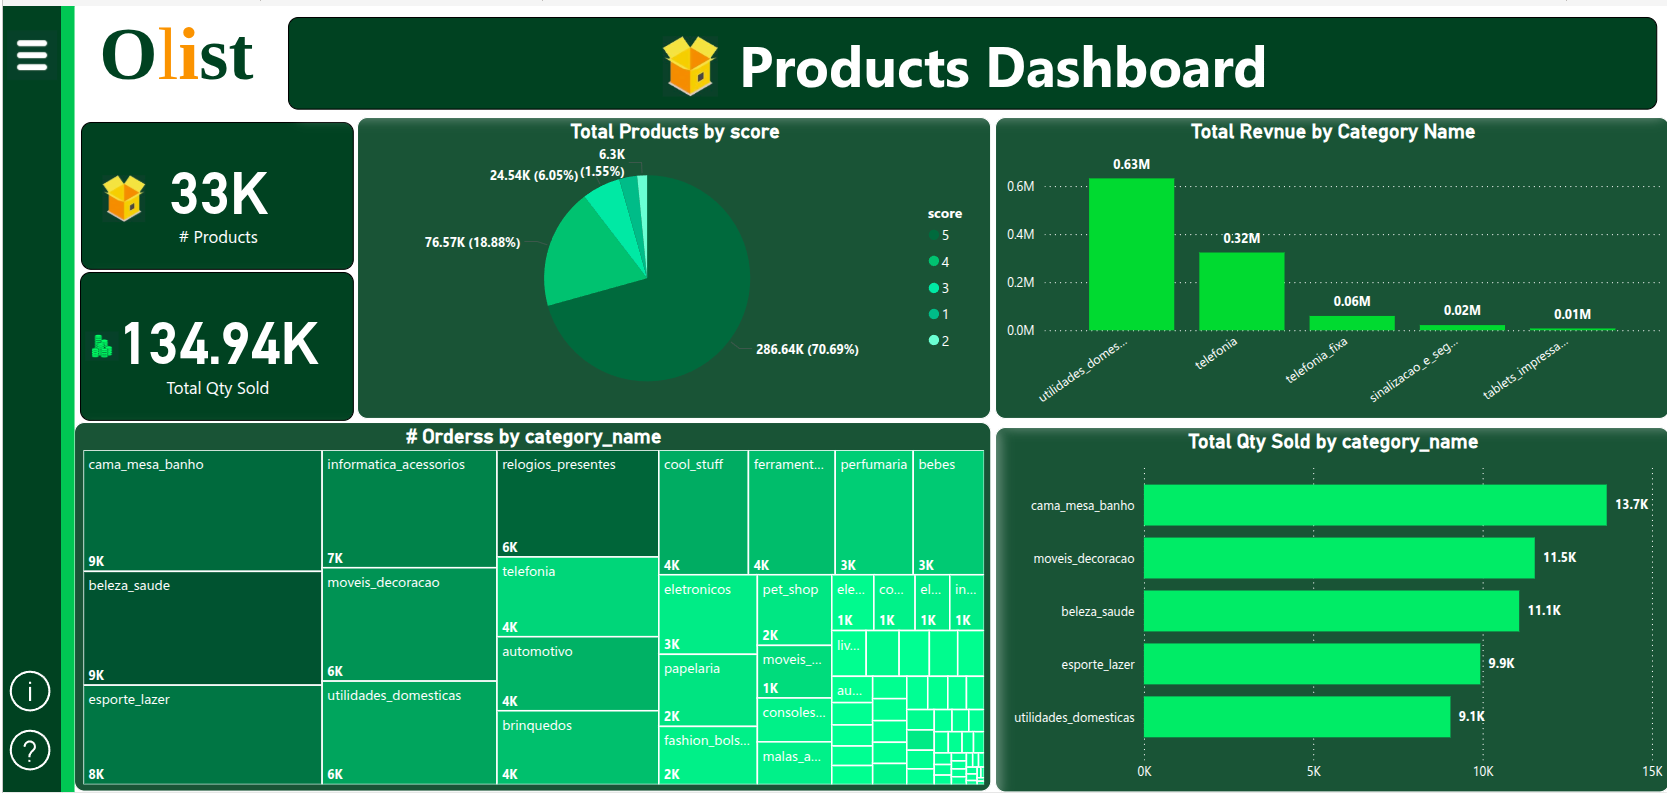 Olist
Products Dashboard
33K
# Products
134.94K
Total Qty Sold
Total Products by score
6.3K
(1.55%)
24.54K (6.05%)
76.57K (18.88%)
286.64K (70.69%)
score
5
4
3
1
2
Total Revnue by Category Name
0.6M
0.4M
0.2M
0.0M
0.63M
0.32M
0.06M
0.02M
0.01M
utilidades_domes...
telefonia
telefonia_fixa
sinalizacao_e_seg...
tablets_impressa...
# Orderss by category_name
cama_mesa_banho
9K
beleza_saude
9K
esporte_lazer
8K
informatica_acessorios
7K
moveis_decoracao
6K
utilidades_domesticas
6K
relogios_presentes
6K
telefonia
4K
automotivo
4K
brinquedos
4K
cool_stuff
4K
ferrament...
4K
perfumaria
3K
bebes
3K
eletronicos
3K
papelaria
2K
fashion_bols...
2K
pet_shop
2K
moveis_...
1K
consoles...
malas_a...
ele...
1K
co...
1K
el...
1K
in...
1K
liv...
au...
Total Qty Sold by category_name
cama_mesa_banho
13.7K
moveis_decoracao
11.5K
beleza_saude
11.1K
esporte_lazer
9.9K
utilidades_domesticas
9.1K
0K
5K
10K
15K
i
?